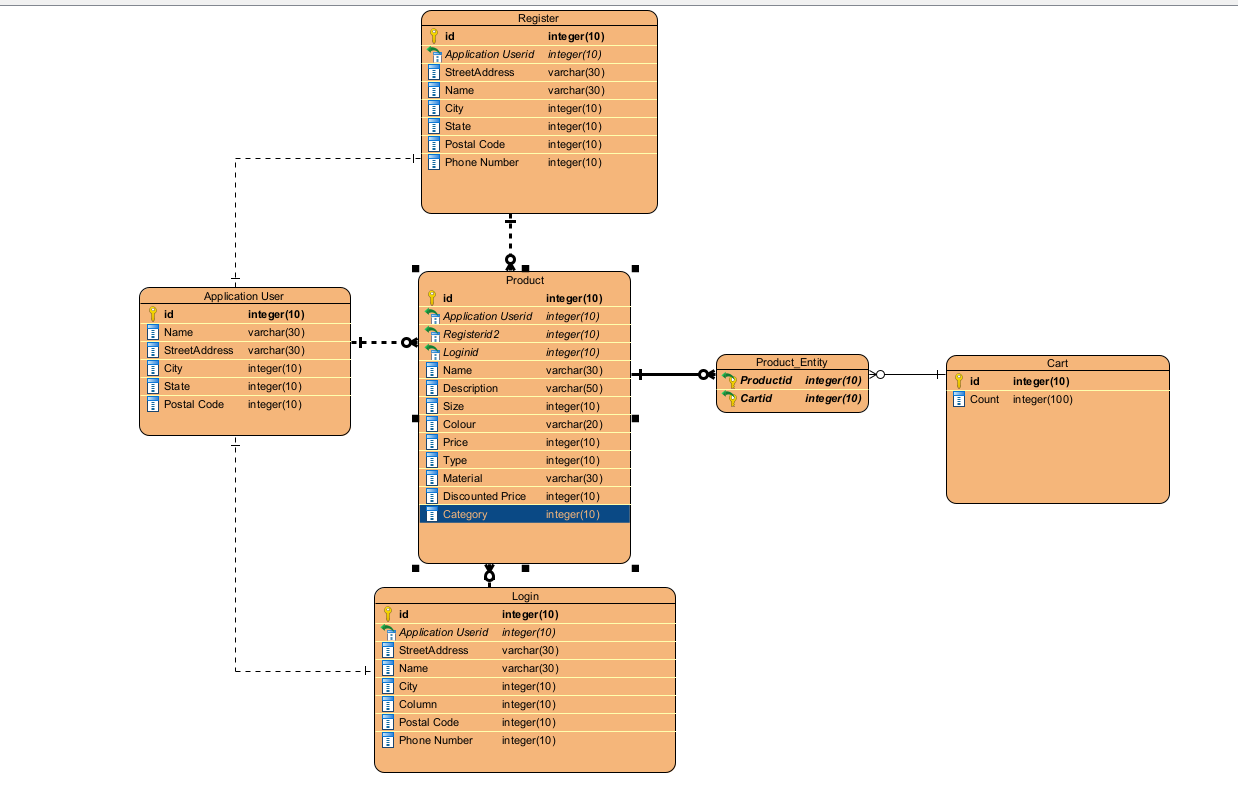 Register
id integer(10)
Application Userid integer(10)
StreetAddress varchar(30)
Name varchar(30)
City integer(10)
State integer(10)
Postal Code integer(10)
Phone Number integer(10)
Application User
id integer(10)
Name varchar(30)
StreetAddress varchar(30)
City integer(10)
State integer(10)
Postal Code integer(10)
Product
id integer(10)
Application Userid integer(10)
Registerid2 integer(10)
Loginid integer(10)
Name varchar(30)
Description varchar(50)
Size integer(10)
Colour varchar(20)
Price integer(10)
Type integer(10)
Material varchar(30)
Discounted Price integer(10)
Category integer(10)
Product_Entity
Productid integer(10)
Cartid integer(10)
Cart
id integer(10)
Count integer(100)
Login
id integer(10)
Application Userid integer(10)
StreetAddress varchar(30)
Name varchar(30)
City integer(10)
Column integer(10)
Postal Code integer(10)
Phone Number integer(10)